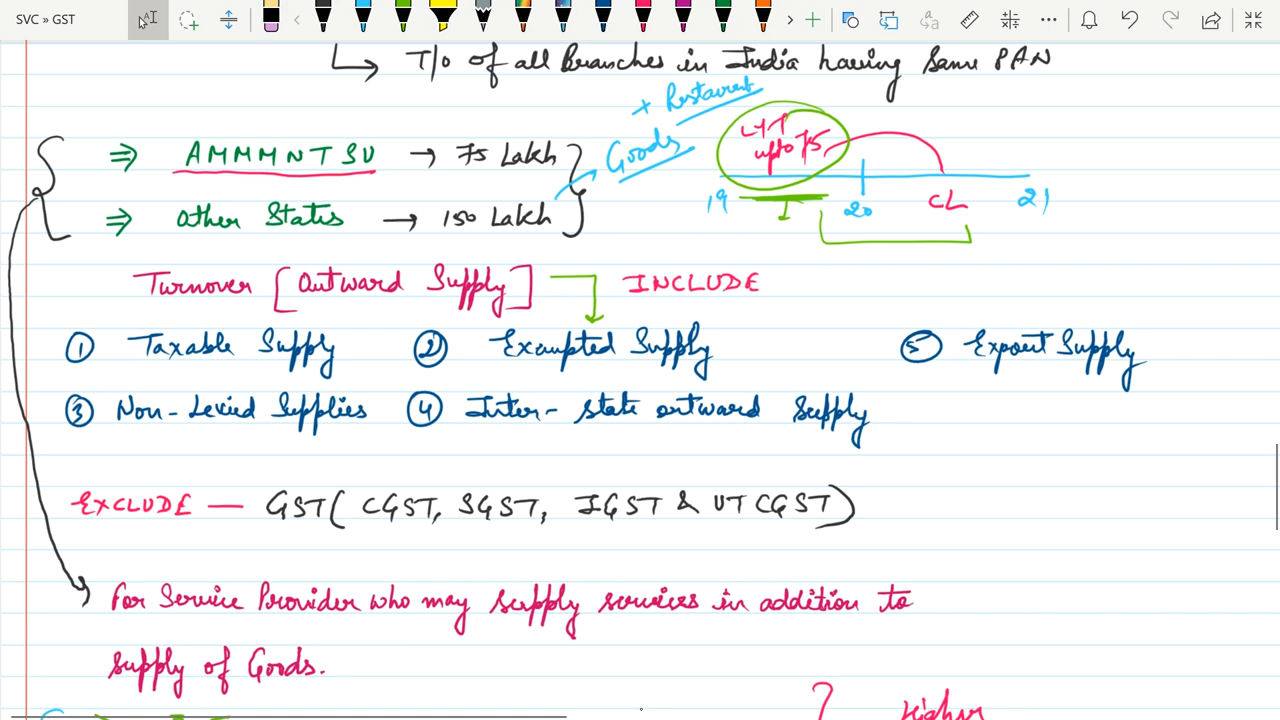 SVC » GST
↳ T/O of all Branches in India having same PAN
+ Restaurent
Goods
⇒ AMMMNTSU → 75 Lakh
LYT
upto 75
⇒ Other States → 150 Lakh
19 I 20 CL 21
Turnover [Outward Supply] INCLUDE
① Taxable Supply ② Exempted Supply ⑤ Export Supply
③ Non-Levied Supplies ④ Inter-state outward supply
EXCLUDE — GST( CGST, SGST, IGST & UTCGST)
For Service Provider who may supply services in addition to
supply of Goods.
? Higher